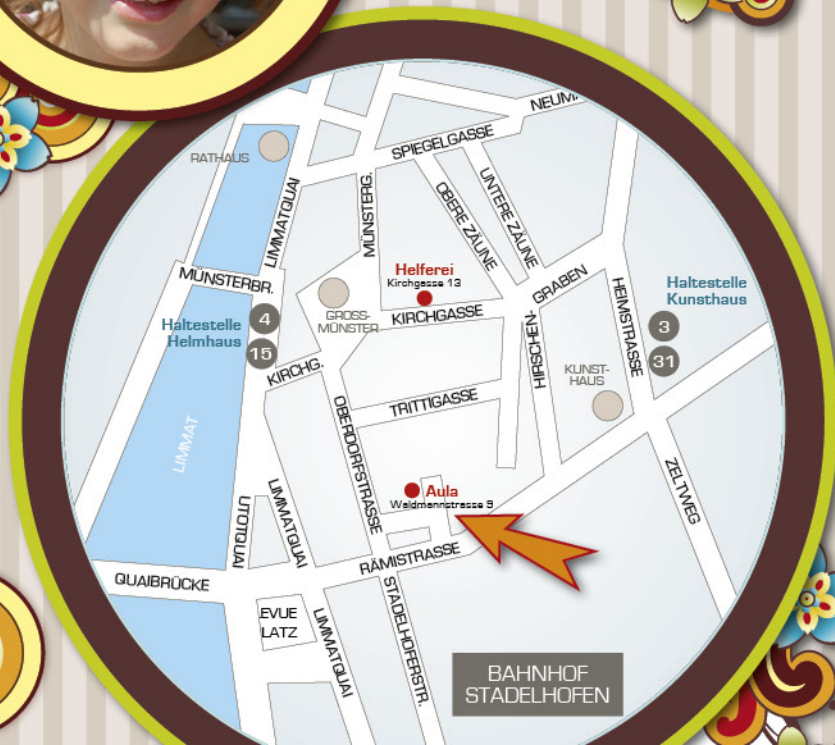 NEUM
SPIEGELGASSE
RATHAUS
LIMMATQUAI
MÜNSTERG.
OBERE ZÄUNE
UNTERE ZÄUNE
MÜNSTERBR.
Helferei
Kirchgasse 13
GRABEN
HEIMSTRASSE
Haltestelle
Kunsthaus
3
31
Haltestelle
Helmhaus
4
15
GROSS-
MÜNSTER
KIRCHGASSE
HIRSCHEN-
KUNST-
HAUS
KIRCHG.
TRITTIGASSE
OBERDORFSTRASSE
LIMMAT
ZELTWEG
Aula
Waldmannstrasse 9
UTOTQUAI
LIMMATQUAI
RÄMISTRASSE
QUAIBRÜCKE
EVUE
LATZ
LIMMATQUAI
STADELHOFERSTR.
BAHNHOF
STADELHOFEN